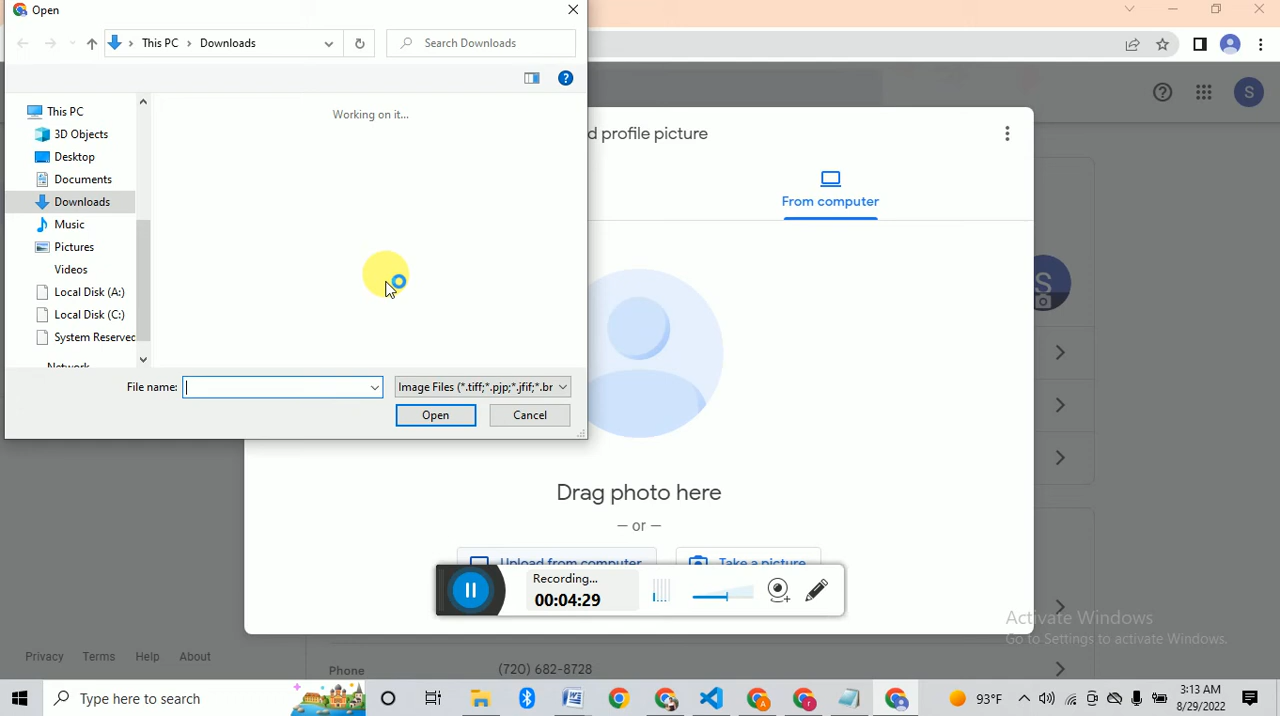 Open
This PC
Downloads
Search Downloads
This PC
3D Objects
Desktop
Documents
Downloads
Music
Pictures
Videos
Local Disk (A:)
Local Disk (C:)
System Reserved
Network
Working on it...
File name:
Image Files (*.tiff;*.pjp;*.jfif;*.br
Open
Cancel
S
d profile picture
From computer
S
Drag photo here
— or —
Upload from computer
Take a picture
Recording...
00:04:29
Activate Windows
Go to Settings to activate Windows.
Privacy
Terms
Help
About
Phone
(720) 682-8728
Type here to search
93°F
3:13 AM
8/29/2022